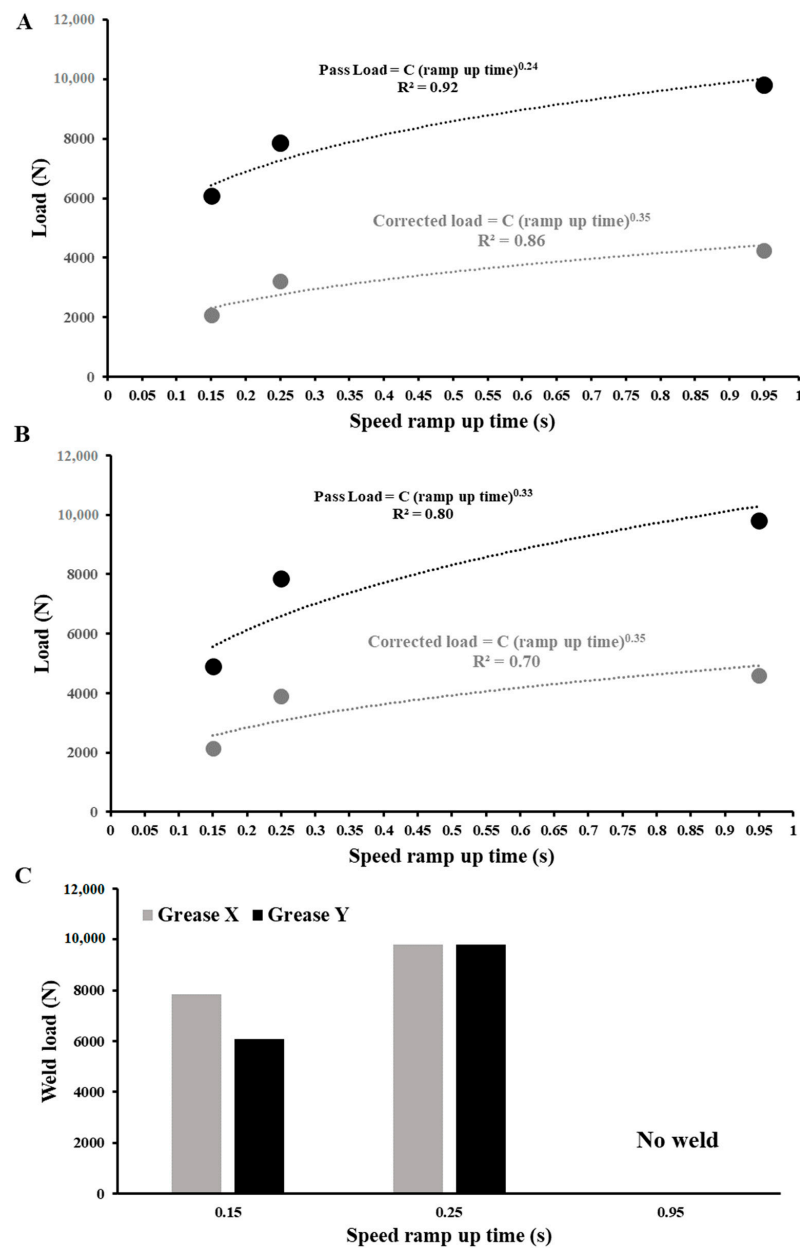 A
12,000
10,000
8000
6000
4000
2000
0
Load (N)
Pass Load = C (ramp up time)^0.24
R² = 0.92
Corrected load = C (ramp up time)^0.35
R² = 0.86
0 0.05 0.1 0.15 0.2 0.25 0.3 0.35 0.4 0.45 0.5 0.55 0.6 0.65 0.7 0.75 0.8 0.85 0.9 0.95 1
Speed ramp up time (s)
B
12,000
10,000
8000
6000
4000
2000
0
Load (N)
Pass Load = C (ramp up time)^0.33
R² = 0.80
Corrected load = C (ramp up time)^0.35
R² = 0.70
0 0.05 0.1 0.15 0.2 0.25 0.3 0.35 0.4 0.45 0.5 0.55 0.6 0.65 0.7 0.75 0.8 0.85 0.9 0.95 1
Speed ramp up time (s)
C
12,000
10,000
8000
6000
4000
2000
0
Weld load (N)
Grease X Grease Y
No weld
0.15 0.25 0.95
Speed ramp up time (s)